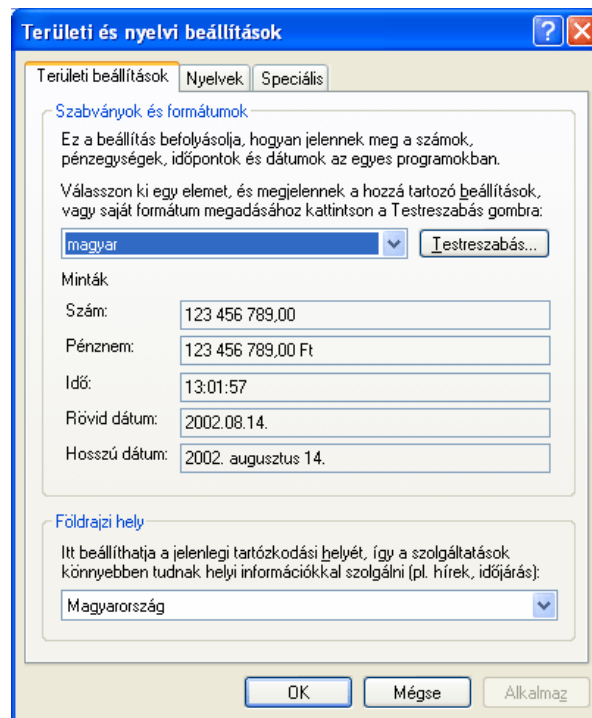 Területi és nyelvi beállítások
Területi beállítások Nyelvek Speciális
Szabványok és formátumok
Ez a beállítás befolyásolja, hogyan jelennek meg a számok,
pénzegységek, időpontok és dátumok az egyes programokban.
Válasszon ki egy elemet, és megjelennek a hozzá tartozó beállítások,
vagy saját formátum megadásához kattintson a Testreszabás gombra:
magyar Testreszabás...
Minták
Szám: 123 456 789,00
Pénznem: 123 456 789,00 Ft
Idő: 13:01:57
Rövid dátum: 2002.08.14.
Hosszú dátum: 2002. augusztus 14.
Földrajzi hely
Itt beállíthatja a jelenlegi tartózkodási helyét, így a szolgáltatások
könnyebben tudnak helyi információkkal szolgálni (pl. hírek, időjárás):
Magyarország
OK Mégse Alkalmaz